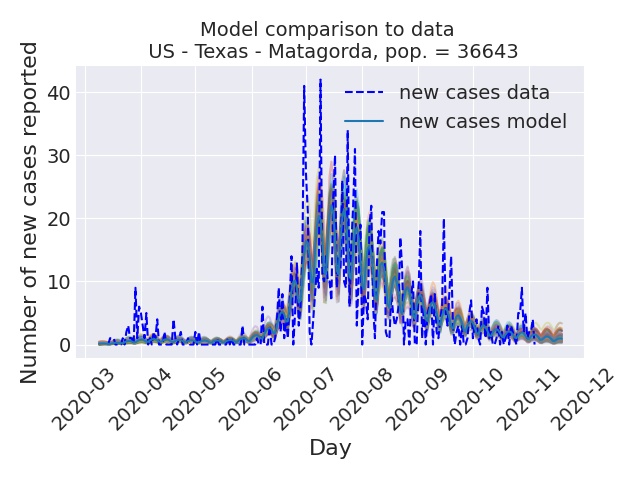 Model comparison to data
US - Texas - Matagorda, pop. = 36643
Number of new cases reported
40
30
20
10
0
new cases data
new cases model
2020-03
2020-04
2020-05
2020-06
2020-07
2020-08
2020-09
2020-10
2020-11
2020-12
Day